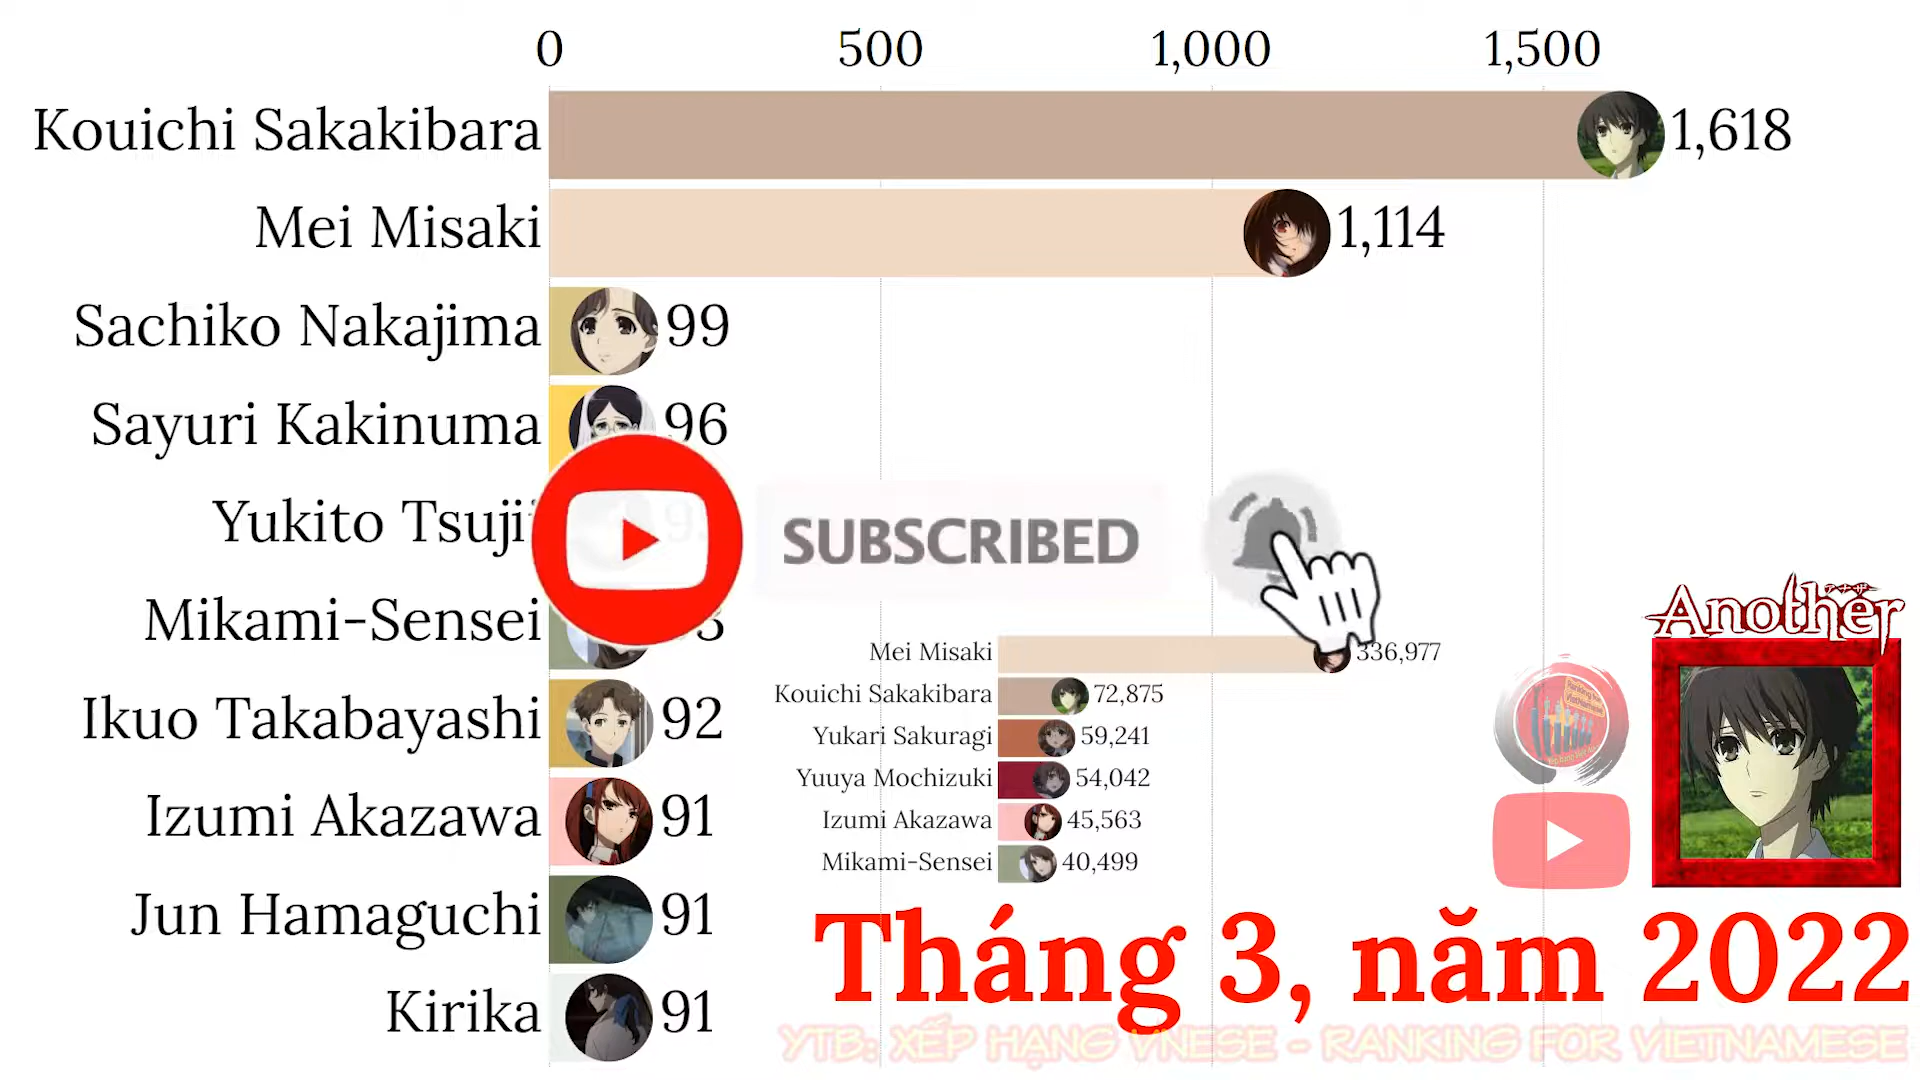 0 500 1,000 1,500
Kouichi Sakakibara 1,618
Mei Misaki 1,114
Sachiko Nakajima 99
Sayuri Kakinuma 96
Yukito Tsuji
SUBSCRIBED
Mikami-Sensei
Ikuo Takabayashi 92
Izumi Akazawa 91
Jun Hamaguchi 91
Kirika 91
Mei Misaki 336,977
Kouichi Sakakibara 72,875
Yukari Sakuragi 59,241
Yuuya Mochizuki 54,042
Izumi Akazawa 45,563
Mikami-Sensei 40,499
Another
Tháng 3, năm 2022
YTB: XẾP HẠNG VNESE - RANKING FOR VIETNAMESE